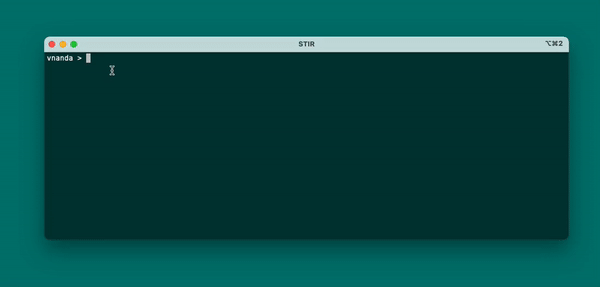 STIR
⌥⌘2
vnanda >